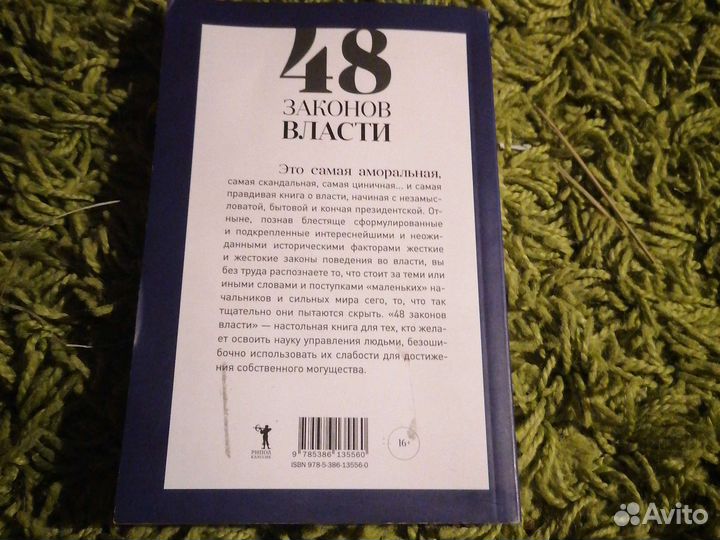 48
ЗАКОНОВ
ВЛАСТИ
Это самая аморальная,
самая скандальная, самая циничная... и самая
правдивая книга о власти, начиная с незамыс-
ловатой, бытовой и кончая президентской. От-
ныне, познав блестяще сформулированные
и подкрепленные интереснейшими и неожи-
данными историческими факторами жесткие
и жестокие законы поведения во власти, вы
без труда распознаете то, что стоит за теми или
иными словами и поступками «маленьких» на-
чальников и сильных мира сего, то, что так
тщательно они пытаются скрыть. «48 законов
власти» — настольная книга для тех, кто жела-
ет освоить науку управления людьми, безоши-
бочно использовать их слабости для достиже-
ния собственного могущества.
РИПОЛ
КЛАССИК
9 785386 135560
ISBN 978-5-386-13556-0
16+
Avito